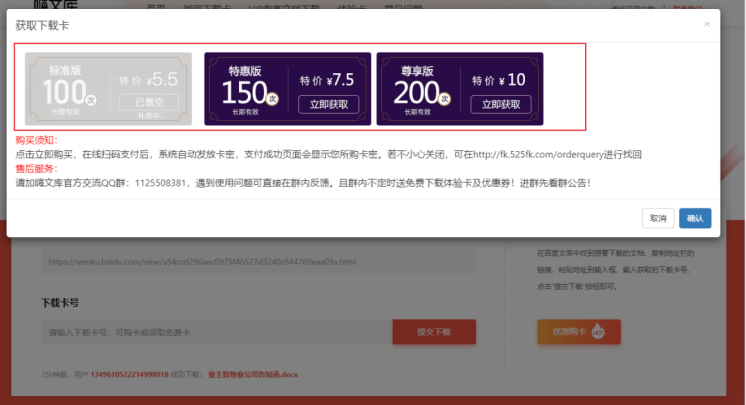 嗨文库
首页 找回下载卡 VIP专享文档下载 体验卡 常见问题
获取下载卡
×
标准版
100次
长期有效
特价 ¥5.5
已售空
补货中...
特惠版
150次
长期有效
特价 ¥7.5
立即获取
尊享版
200次
长期有效
特价 ¥10
立即获取
购买须知：
点击立即购买，在线扫码支付后，系统自动发放卡密，支付成功页面会显示您所购卡密。若不小心关闭，可在http://fk.525fk.com/orderquery进行找回
售后服务：
请加嗨文库官方交流QQ群：1125508381，遇到使用问题可直接在群内反馈。且群内不定时送免费下载体验卡及优惠券！进群先看群公告！
取消
确认
https://wenku.baidu.com/view/a54ccd296aec0975f46527d3240c844769eaa09a.html
下载卡号
请输入下载卡号，可购卡或领取免费卡
提交下载
2分钟前，用户 1349610522214998018 成功下载： 业主致物业公司告知函.docx
在百度文库中找到想要下载的文档，复制地址栏的
链接，粘贴地址到输入框，输入获取的下载卡号，
点击"提交下载"按钮即可。
优惠购卡